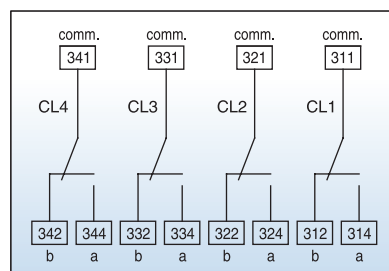 comm. comm. comm. comm.
341 331 321 311
CL4 CL3 CL2 CL1
342 344 332 334 322 324 312 314
b a b a b a b a